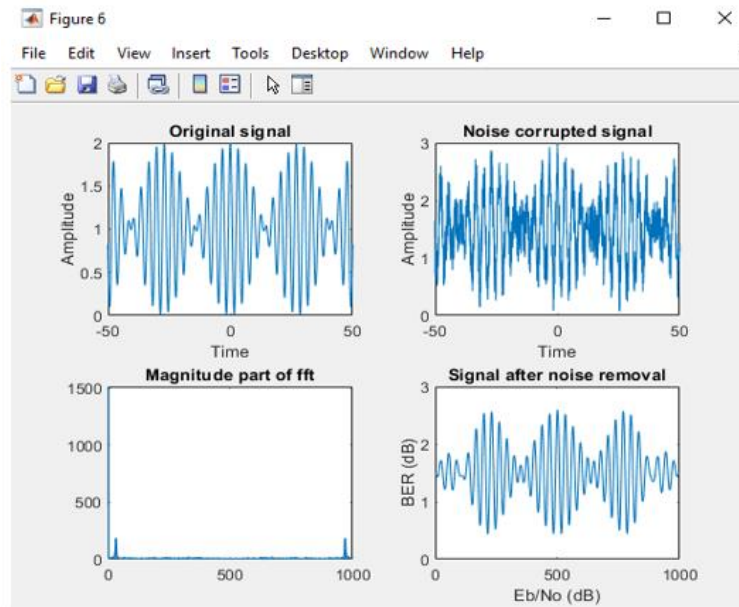 Figure 6
File Edit View Insert Tools Desktop Window Help
Original signal
Amplitude
2
1.5
1
0.5
0
-50 0 50
Time
Noise corrupted signal
Amplitude
3
2
1
0
-50 0 50
Time
Magnitude part of fft
1500
1000
500
0
0 500 1000
Signal after noise removal
BER (dB)
3
2
1
0
0 500 1000
Eb/No (dB)